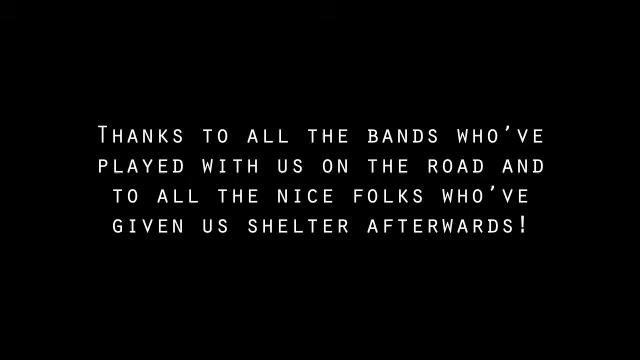 Thanks to all the bands who've
played with us on the road and
to all the nice folks who've
given us shelter afterwards!